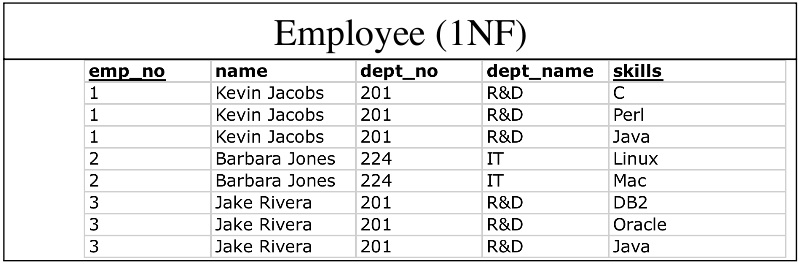 Employee (1NF)
emp_no name dept_no dept_name skills
1 Kevin Jacobs 201 R&D C
1 Kevin Jacobs 201 R&D Perl
1 Kevin Jacobs 201 R&D Java
2 Barbara Jones 224 IT Linux
2 Barbara Jones 224 IT Mac
3 Jake Rivera 201 R&D DB2
3 Jake Rivera 201 R&D Oracle
3 Jake Rivera 201 R&D Java